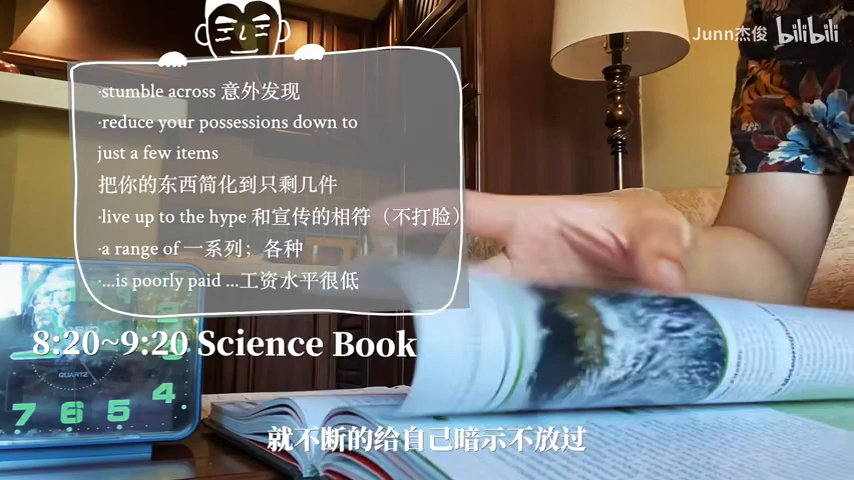 Junn杰俊 bilibili
·stumble across 意外发现
·reduce your possessions down to
just a few items
把你的东西简化到只剩几件
·live up to the hype 和宣传的相符（不打脸）
·a range of 一系列；各种
·...is poorly paid ...工资水平很低
8:20~9:20 Science Book
QUARTZ
4
7 6 5
就不断的给自己暗示不放过